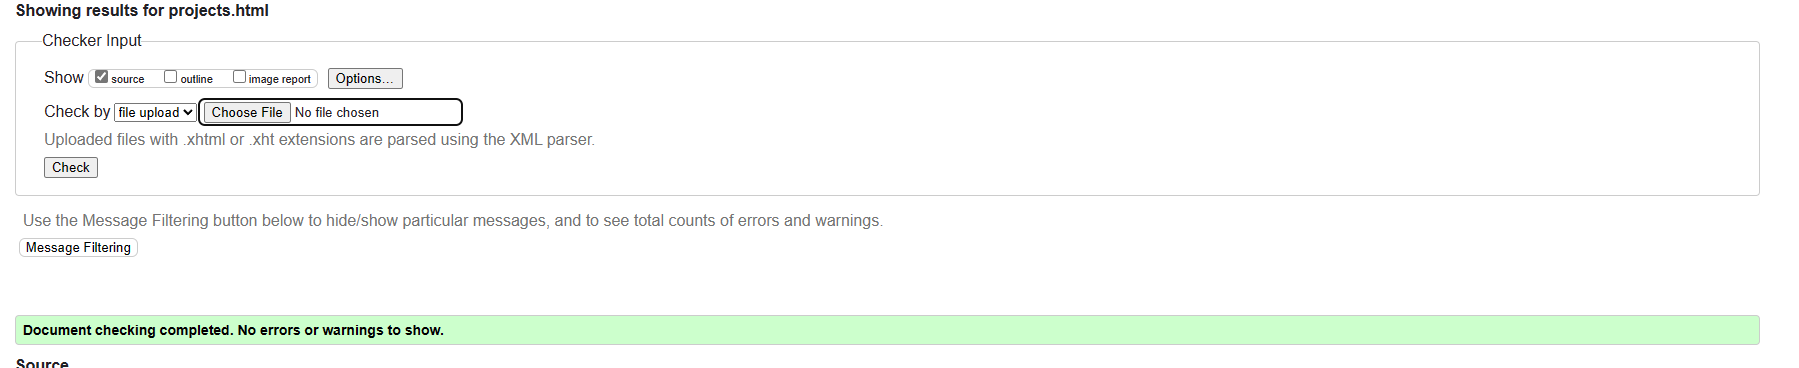 Showing results for projects.html
Checker Input
Show source outline image report Options...
Check by file upload Choose File No file chosen
Uploaded files with .xhtml or .xht extensions are parsed using the XML parser.
Check
Use the Message Filtering button below to hide/show particular messages, and to see total counts of errors and warnings.
Message Filtering
Document checking completed. No errors or warnings to show.
Source